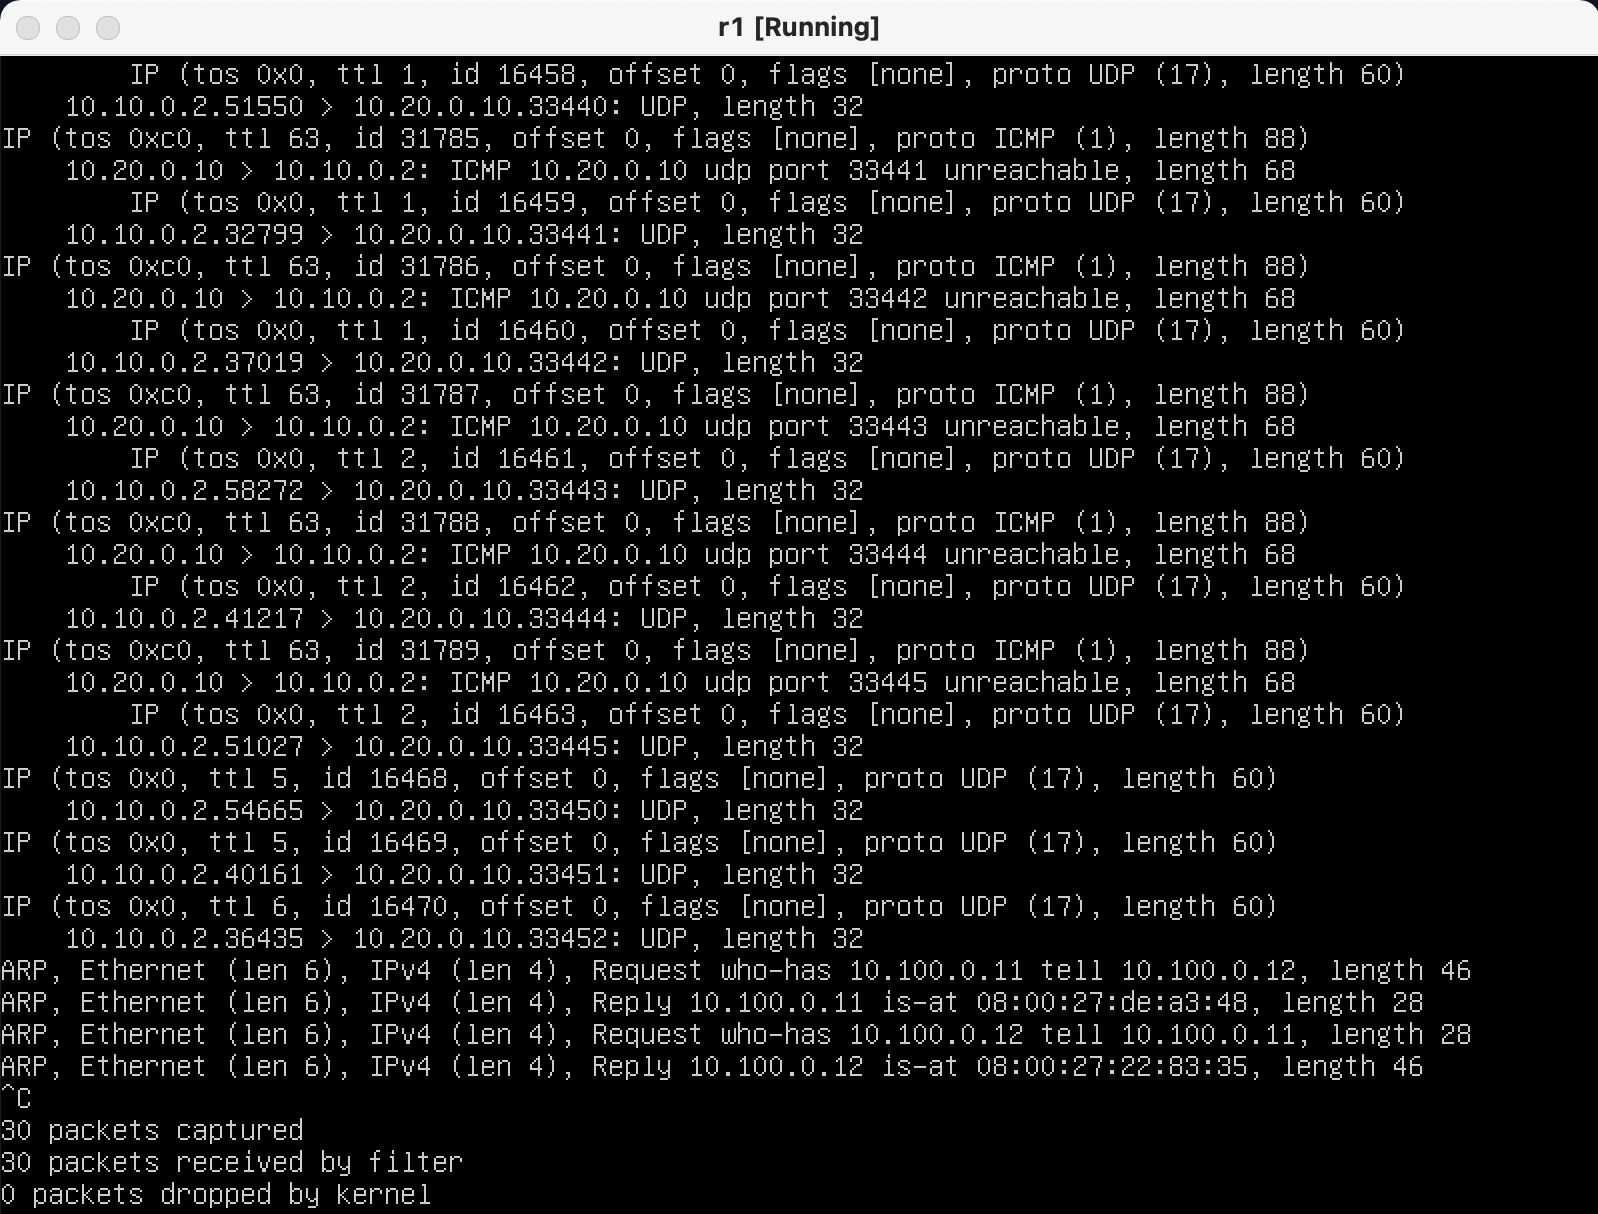 r1 [Running]
IP (tos 0x0, ttl 1, id 16458, offset 0, flags [none], proto UDP (17), length 60)
10.10.0.2.51550 > 10.20.0.10.33440: UDP, length 32
IP (tos 0xc0, ttl 63, id 31785, offset 0, flags [none], proto ICMP (1), length 88)
10.20.0.10 > 10.10.0.2: ICMP 10.20.0.10 udp port 33441 unreachable, length 68
IP (tos 0x0, ttl 1, id 16459, offset 0, flags [none], proto UDP (17), length 60)
10.10.0.2.32799 > 10.20.0.10.33441: UDP, length 32
IP (tos 0xc0, ttl 63, id 31786, offset 0, flags [none], proto ICMP (1), length 88)
10.20.0.10 > 10.10.0.2: ICMP 10.20.0.10 udp port 33442 unreachable, length 68
IP (tos 0x0, ttl 1, id 16460, offset 0, flags [none], proto UDP (17), length 60)
10.10.0.2.37019 > 10.20.0.10.33442: UDP, length 32
IP (tos 0xc0, ttl 63, id 31787, offset 0, flags [none], proto ICMP (1), length 88)
10.20.0.10 > 10.10.0.2: ICMP 10.20.0.10 udp port 33443 unreachable, length 68
IP (tos 0x0, ttl 2, id 16461, offset 0, flags [none], proto UDP (17), length 60)
10.10.0.2.58272 > 10.20.0.10.33443: UDP, length 32
IP (tos 0xc0, ttl 63, id 31788, offset 0, flags [none], proto ICMP (1), length 88)
10.20.0.10 > 10.10.0.2: ICMP 10.20.0.10 udp port 33444 unreachable, length 68
IP (tos 0x0, ttl 2, id 16462, offset 0, flags [none], proto UDP (17), length 60)
10.10.0.2.41217 > 10.20.0.10.33444: UDP, length 32
IP (tos 0xc0, ttl 63, id 31789, offset 0, flags [none], proto ICMP (1), length 88)
10.20.0.10 > 10.10.0.2: ICMP 10.20.0.10 udp port 33445 unreachable, length 68
IP (tos 0x0, ttl 2, id 16463, offset 0, flags [none], proto UDP (17), length 60)
10.10.0.2.51027 > 10.20.0.10.33445: UDP, length 32
IP (tos 0x0, ttl 5, id 16468, offset 0, flags [none], proto UDP (17), length 60)
10.10.0.2.54665 > 10.20.0.10.33450: UDP, length 32
IP (tos 0x0, ttl 5, id 16469, offset 0, flags [none], proto UDP (17), length 60)
10.10.0.2.40161 > 10.20.0.10.33451: UDP, length 32
IP (tos 0x0, ttl 6, id 16470, offset 0, flags [none], proto UDP (17), length 60)
10.10.0.2.36435 > 10.20.0.10.33452: UDP, length 32
ARP, Ethernet (len 6), IPv4 (len 4), Request who-has 10.100.0.11 tell 10.100.0.12, length 46
ARP, Ethernet (len 6), IPv4 (len 4), Reply 10.100.0.11 is-at 08:00:27:de:a3:48, length 28
ARP, Ethernet (len 6), IPv4 (len 4), Request who-has 10.100.0.12 tell 10.100.0.11, length 28
ARP, Ethernet (len 6), IPv4 (len 4), Reply 10.100.0.12 is-at 08:00:27:22:83:35, length 46
^C
30 packets captured
30 packets received by filter
0 packets dropped by kernel